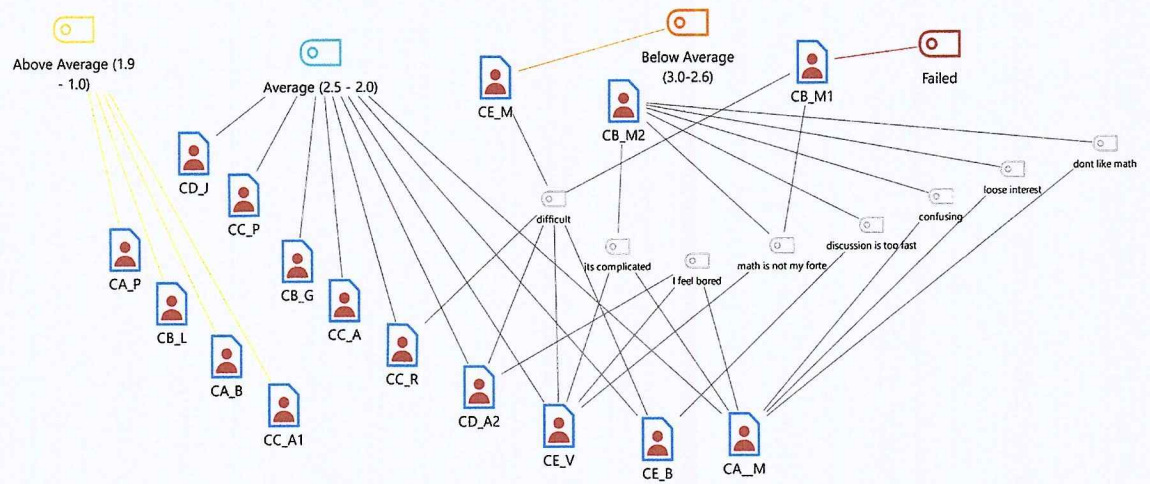 Above Average (1.9
- 1.0)
Average (2.5 - 2.0)
Below Average
(3.0-2.6)
Failed
CE_M
CB_M2
CB_M1
dont like math
loose interest
confusing
discussion is too fast
math is not my forte
I feel bored
its complicated
difficult
CD_J
CC_P
CB_G
CC_A
CC_R
CD_A2
CE_V
CE_B
CA__M
CA_P
CB_L
CA_B
CC_A1